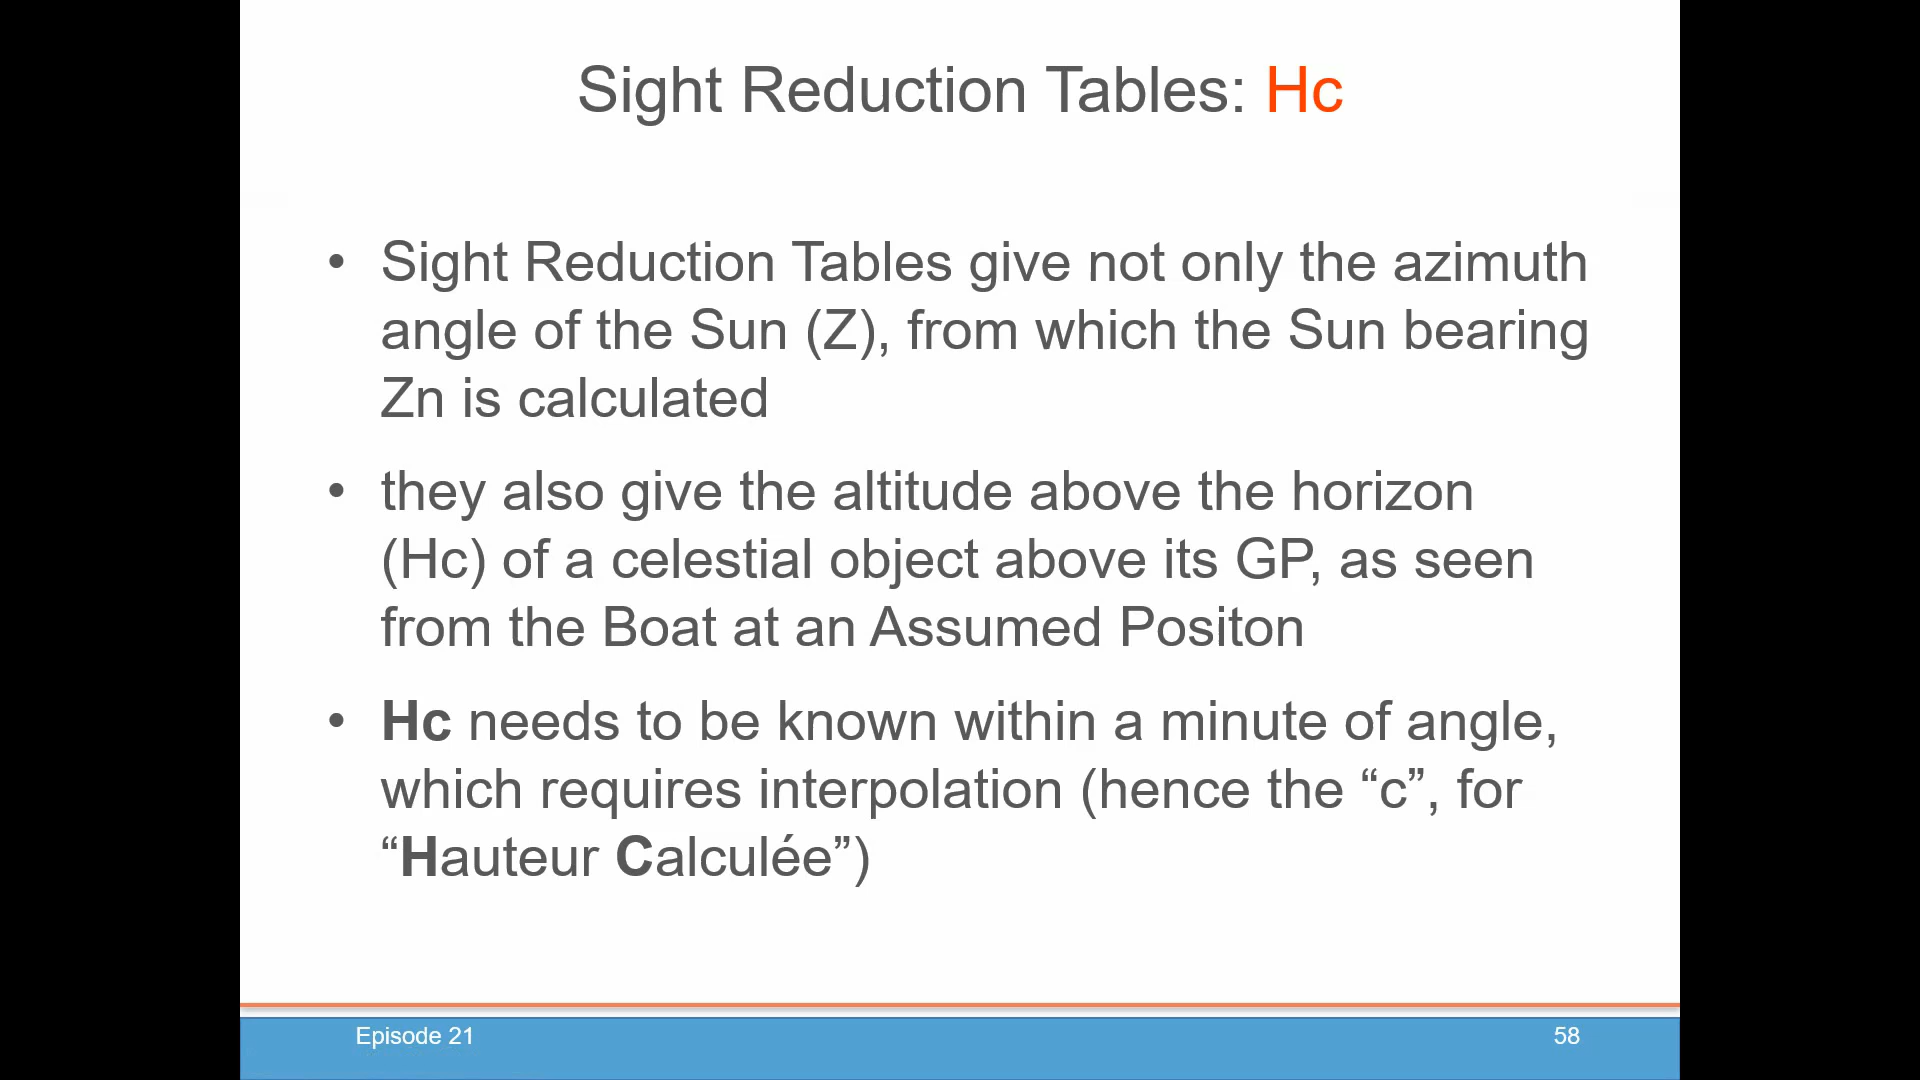 Sight Reduction Tables: Hc
• Sight Reduction Tables give not only the azimuth
angle of the Sun (Z), from which the Sun bearing
Zn is calculated
• they also give the altitude above the horizon
(Hc) of a celestial object above its GP, as seen
from the Boat at an Assumed Positon
• Hc needs to be known within a minute of angle,
which requires interpolation (hence the “c”, for
“Hauteur Calculée”)
Episode 21
58